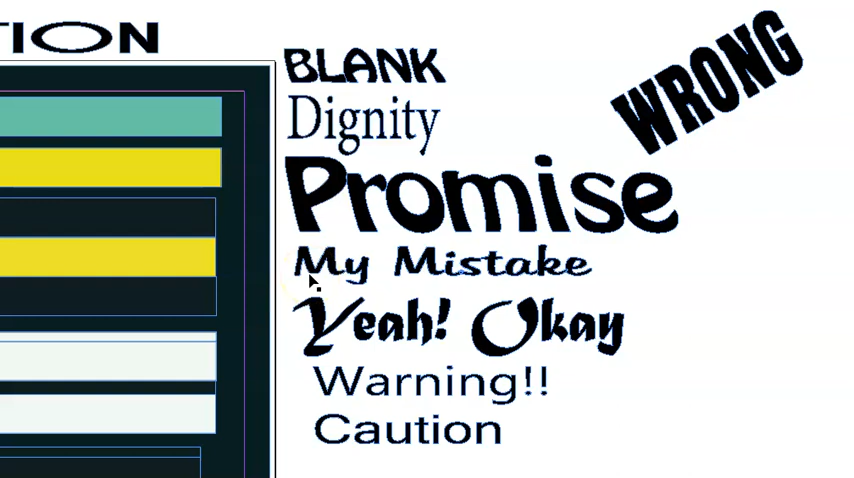 TION
BLANK
WRONG
Dignity
Promise
My Mistake
Yeah! Okay
Warning!!
Caution